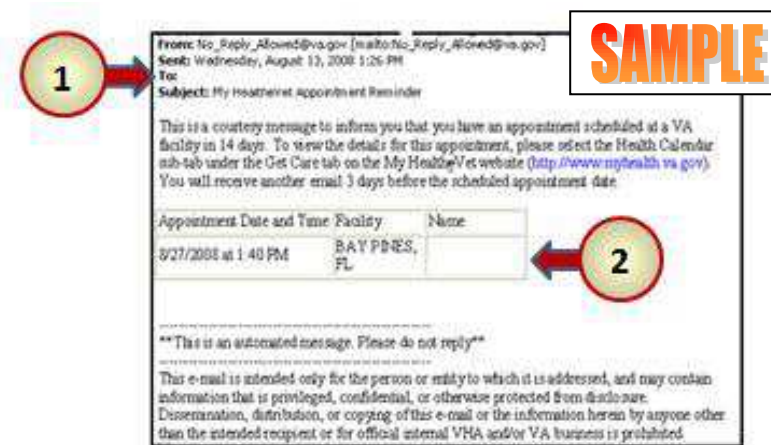 SAMPLE
1
From: No_Reply_Allowed@va.gov [mailto:No_Reply_Allowed@va.gov]
Sent: Wednesday, August 13, 2008 1:26 PM
To:
Subject: My HealtheVet Appointment Reminder
This is a courtesy message to inform you that you have an appointment scheduled at a VA
facility in 14 days. To view the details for this appointment, please select the Health Calendar
sub-tab under the Get Care tab on the My HealtheVet website (http://www.myhealth.va.gov).
You will receive another email 3 days before the scheduled appointment date.
Appointment Date and Time Facility Name
8/27/2008 at 1:40 PM BAY PINES,
FL
2
**This is an automated message. Please do not reply**
This e-mail is intended only for the person or entity to which it is addressed, and may contain
information that is privileged, confidential, or otherwise protected from disclosure.
Dissemination, distribution, or copying of this e-mail or the information herein by anyone other
than the intended recipient or for official internal VHA and/or VA business is prohibited.